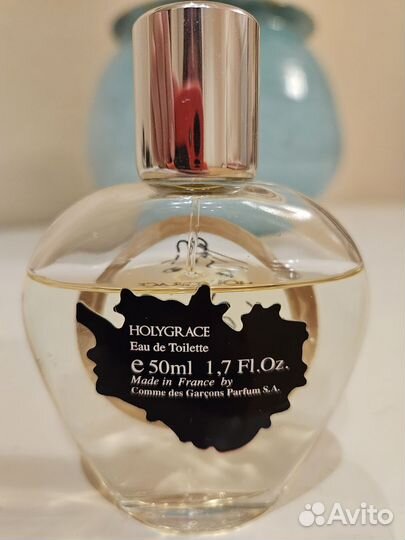 HOLYGRACE
Eau de Toilette
e 50ml 1,7 Fl.Oz.
Made in France by
Comme des Garçons Parfum S.A.
Avito